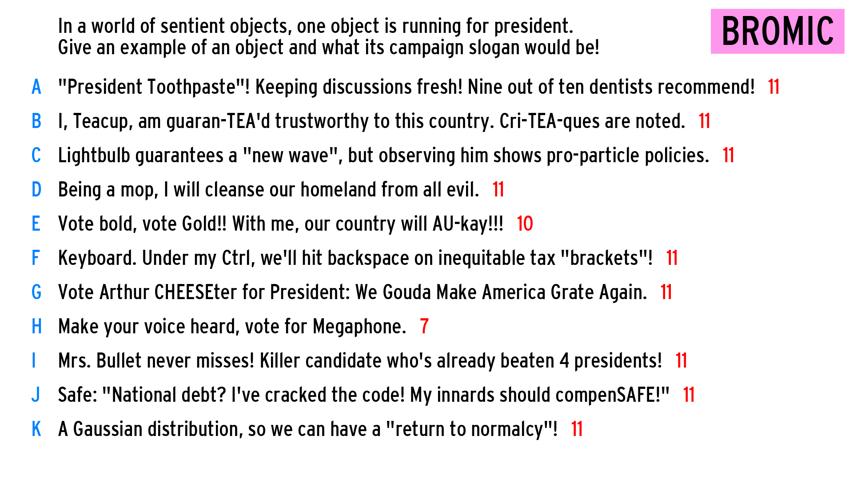 In a world of sentient objects, one object is running for president.
Give an example of an object and what its campaign slogan would be!
BROMIC
A "President Toothpaste"! Keeping discussions fresh! Nine out of ten dentists recommend! 11
B I, Teacup, am guaran-TEA'd trustworthy to this country. Cri-TEA-ques are noted. 11
C Lightbulb guarantees a "new wave", but observing him shows pro-particle policies. 11
D Being a mop, I will cleanse our homeland from all evil. 11
E Vote bold, vote Gold!! With me, our country will AU-kay!!! 10
F Keyboard. Under my Ctrl, we'll hit backspace on inequitable tax "brackets"! 11
G Vote Arthur CHEESEter for President: We Gouda Make America Grate Again. 11
H Make your voice heard, vote for Megaphone. 7
I Mrs. Bullet never misses! Killer candidate who's already beaten 4 presidents! 11
J Safe: "National debt? I've cracked the code! My innards should compenSAFE!" 11
K A Gaussian distribution, so we can have a "return to normalcy"! 11